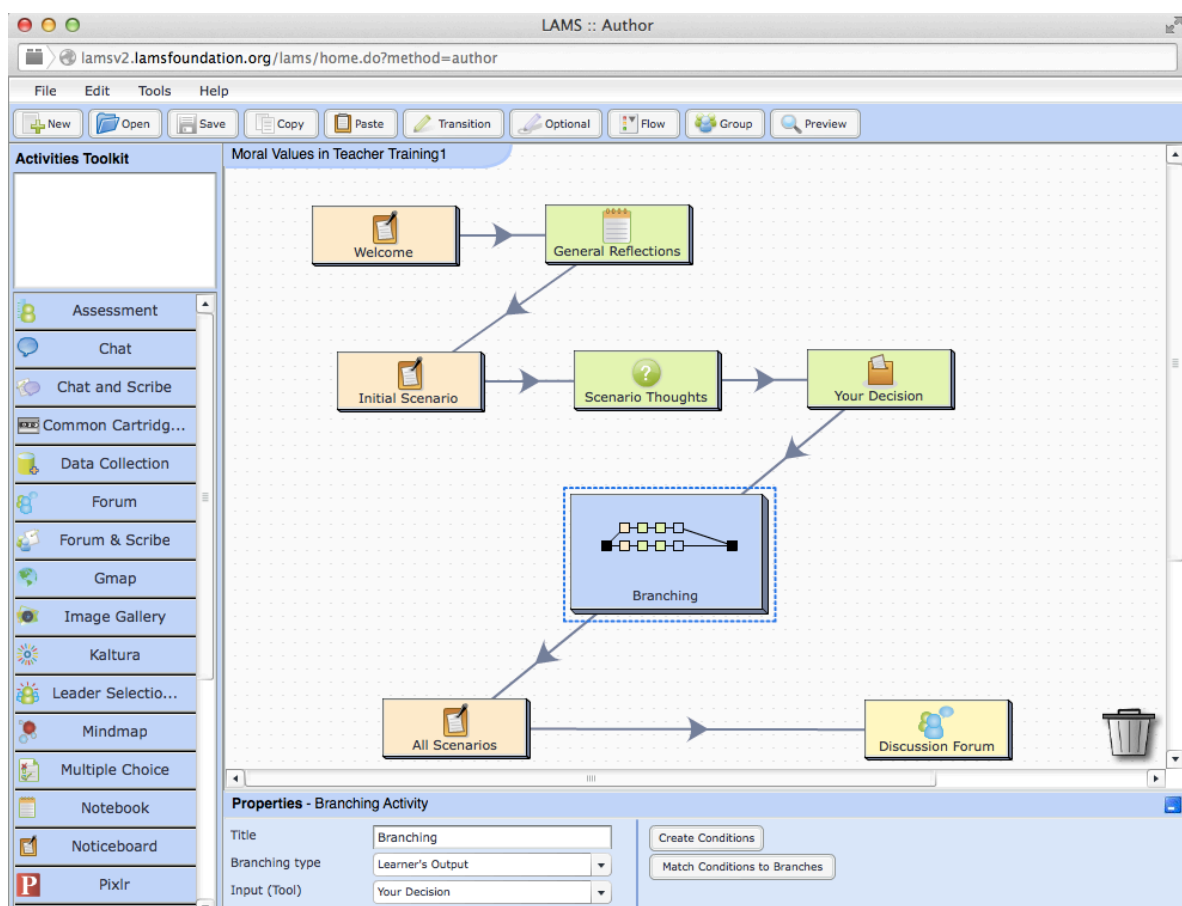 LAMS :: Author
lamsv2.lamsfoundation.org/lams/home.do?method=author
File Edit Tools Help
New Open Save Copy Paste Transition Optional Flow Group Preview
Activities Toolkit
Moral Values in Teacher Training1
Welcome
General Reflections
Initial Scenario
Scenario Thoughts
Your Decision
Branching
All Scenarios
Discussion Forum
Assessment
Chat
Chat and Scribe
Common Cartridg...
Data Collection
Forum
Forum & Scribe
Gmap
Image Gallery
Kaltura
Leader Selectio...
Mindmap
Multiple Choice
Notebook
Noticeboard
P Pixlr
Properties - Branching Activity
Title Branching
Create Conditions
Branching type Learner's Output
Match Conditions to Branches
Input (Tool) Your Decision